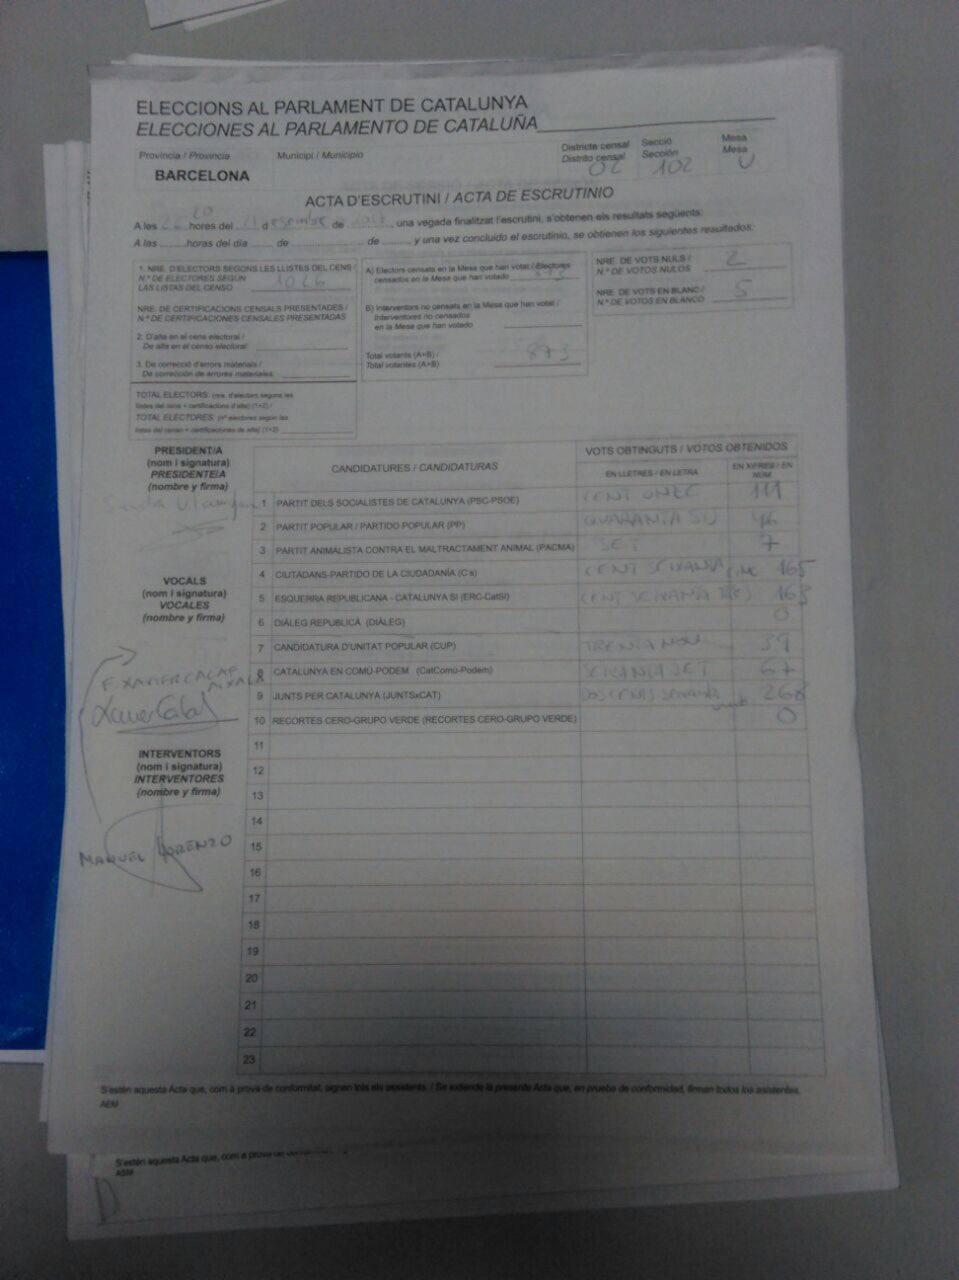 ELECCIONS AL PARLAMENT DE CATALUNYA
ELECCIONES AL PARLAMENTO DE CATALUÑA
Província / Provincia
BARCELONA
Municipi / Municipio
Districte censal
Distrito censal
02
Secció
Sección
102
Mesa
Mesa
U
ACTA D'ESCRUTINI / ACTA DE ESCRUTINIO
A les 22 20 hores del 21 d desembre de 2017, una vegada finalitzat l'escrutini, s'obtenen els resultats següents:
A las horas del día de de , y una vez concluido el escrutinio, se obtienen los siguientes resultados:
1. NRE. D'ELECTORS SEGONS LES LLISTES DEL CENS /
N.º DE ELECTORES SEGÚN
LAS LISTAS DEL CENSO 1026
NRE. DE CERTIFICACIONS CENSALS PRESENTADES /
N.º DE CERTIFICACIONES CENSALES PRESENTADAS
2. D'alta en el cens electoral /
De alta en el censo electoral:
3. De correcció d'errors materials /
De corrección de errores materiales:
TOTAL ELECTORS: (nre. d'electors segons les
llistes del cens + certificacions d'alta) (1+2) /
TOTAL ELECTORES: (nº electores según las
listas del censo + certificaciones de alta) (1+2)
A) Electors censats en la Mesa que han votat / Electores
censados en la Mesa que han votado 873
B) Interventors no censats en la Mesa que han votat /
Interventores no censados
en la Mesa que han votado
Total votants (A+B) /
Total votantes (A+B) 873
NRE. DE VOTS NULS /
N.º DE VOTOS NULOS 2
NRE. DE VOTS EN BLANC /
N.º DE VOTOS EN BLANCO 5
PRESIDENT/A
(nom i signatura)
PRESIDENTE/A
(nombre y firma)
VOCALS
(nom i signatura)
VOCALES
(nombre y firma)
F. XAVIER CACAP
Xavier
INTERVENTORS
(nom i signatura)
INTERVENTORES
(nombre y firma)
MANUEL LORENZO
CANDIDATURES / CANDIDATURAS
VOTS OBTINGUTS / VOTOS OBTENIDOS
EN LLETRES / EN LETRA
EN XIFRES / EN NÚM.
1 PARTIT DELS SOCIALISTES DE CATALUNYA (PSC-PSOE) CENT ONZE 111
2 PARTIT POPULAR / PARTIDO POPULAR (PP) QUARANTA SIS 46
3 PARTIT ANIMALISTA CONTRA EL MALTRACTAMENT ANIMAL (PACMA) SET 7
4 CIUTADANS-PARTIDO DE LA CIUDADANÍA (C's) CENT SEIXANTA CINC 165
5 ESQUERRA REPUBLICANA - CATALUNYA SÍ (ERC-CatSí) CENT SEIXANTA TRES 163
6 DIÀLEG REPUBLICÀ (DIÀLEG) 0
7 CANDIDATURA D'UNITAT POPULAR (CUP) TRENTA NOU 39
8 CATALUNYA EN COMÚ-PODEM (CatComú-Podem) SEIXANTA SET 67
9 JUNTS PER CATALUNYA (JUNTSxCAT) DOSCENTS SEIXANTA vuit 268
10 RECORTES CERO-GRUPO VERDE (RECORTES CERO-GRUPO VERDE) 0
11
12
13
14
15
16
17
18
19
20
21
22
23
S'estén aquesta Acta que, com a prova de conformitat, signen tots els assistents. / Se extiende la presente Acta que, en prueba de conformidad, firman todos los asistentes.
AEM
S'estén aquesta Acta que, com a prova de
ASM